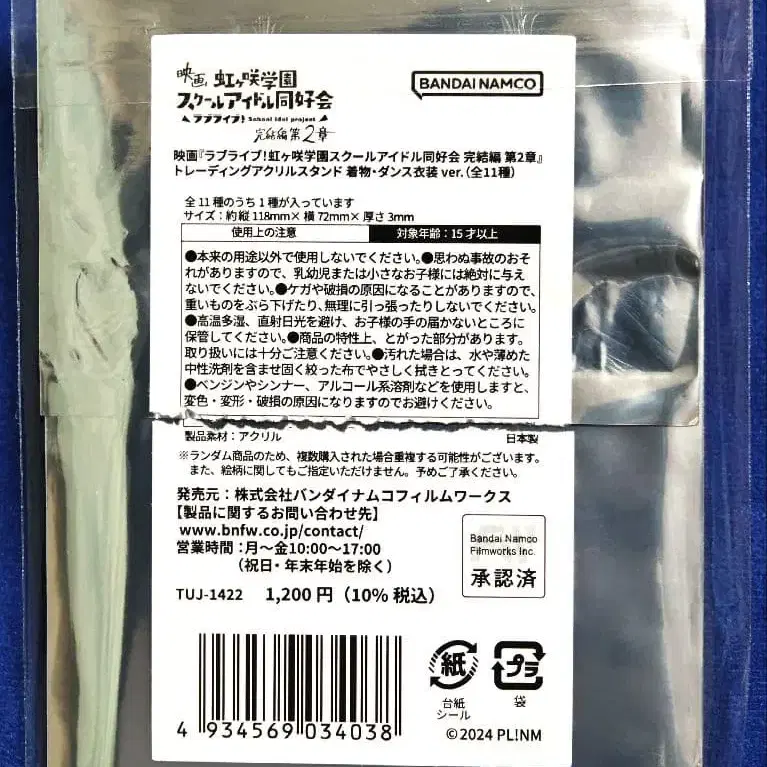 映画 虹ヶ咲学園
スクールアイドル同好会
ラブライブ! School idol project
完結編 第2章
BANDAI NAMCO
映画『ラブライブ!虹ヶ咲学園スクールアイドル同好会 完結編 第2章』
トレーディングアクリルスタンド 着物・ダンス衣装 ver.(全11種)
全11種のうち1種が入っています
サイズ:約縦118mm×横72mm×厚さ3mm
使用上の注意 対象年齢:15才以上
●本来の用途以外で使用しないでください。●思わぬ事故のおそ
れがありますので、乳幼児または小さなお子様には絶対に与え
ないでください。●ケガや破損の原因になることがありますので、
重いものをぶら下げたり、無理に引っ張ったりしないでください。
●高温多湿、直射日光を避け、お子様の手の届かないところに
保管してください。●商品の特性上、とがった部分があります。
取り扱いには十分ご注意ください。●汚れた場合は、水や薄めた
中性洗剤を含ませ固く絞った布でやさしく拭きとってください。
●ベンジンやシンナー、アルコール系溶剤などを使用しますと、
変色・変形・破損の原因になりますのでお避けください。
製品素材:アクリル 日本製
※ランダム商品のため、複数購入された場合重複する可能性がございます。
また、絵柄に関してもご指定いただけません。予めご了承ください。
発売元:株式会社バンダイナムコフィルムワークス
【製品に関するお問い合わせ先】
www.bnfw.co.jp/contact/
営業時間:月〜金10:00〜17:00
(祝日・年末年始を除く)
Bandai Namco
Filmworks Inc.
承認済
TUJ-1422 1,200円(10%税込)
紙
台紙
シール
プラ
袋
4 934569 034038
©2024 PL!NM